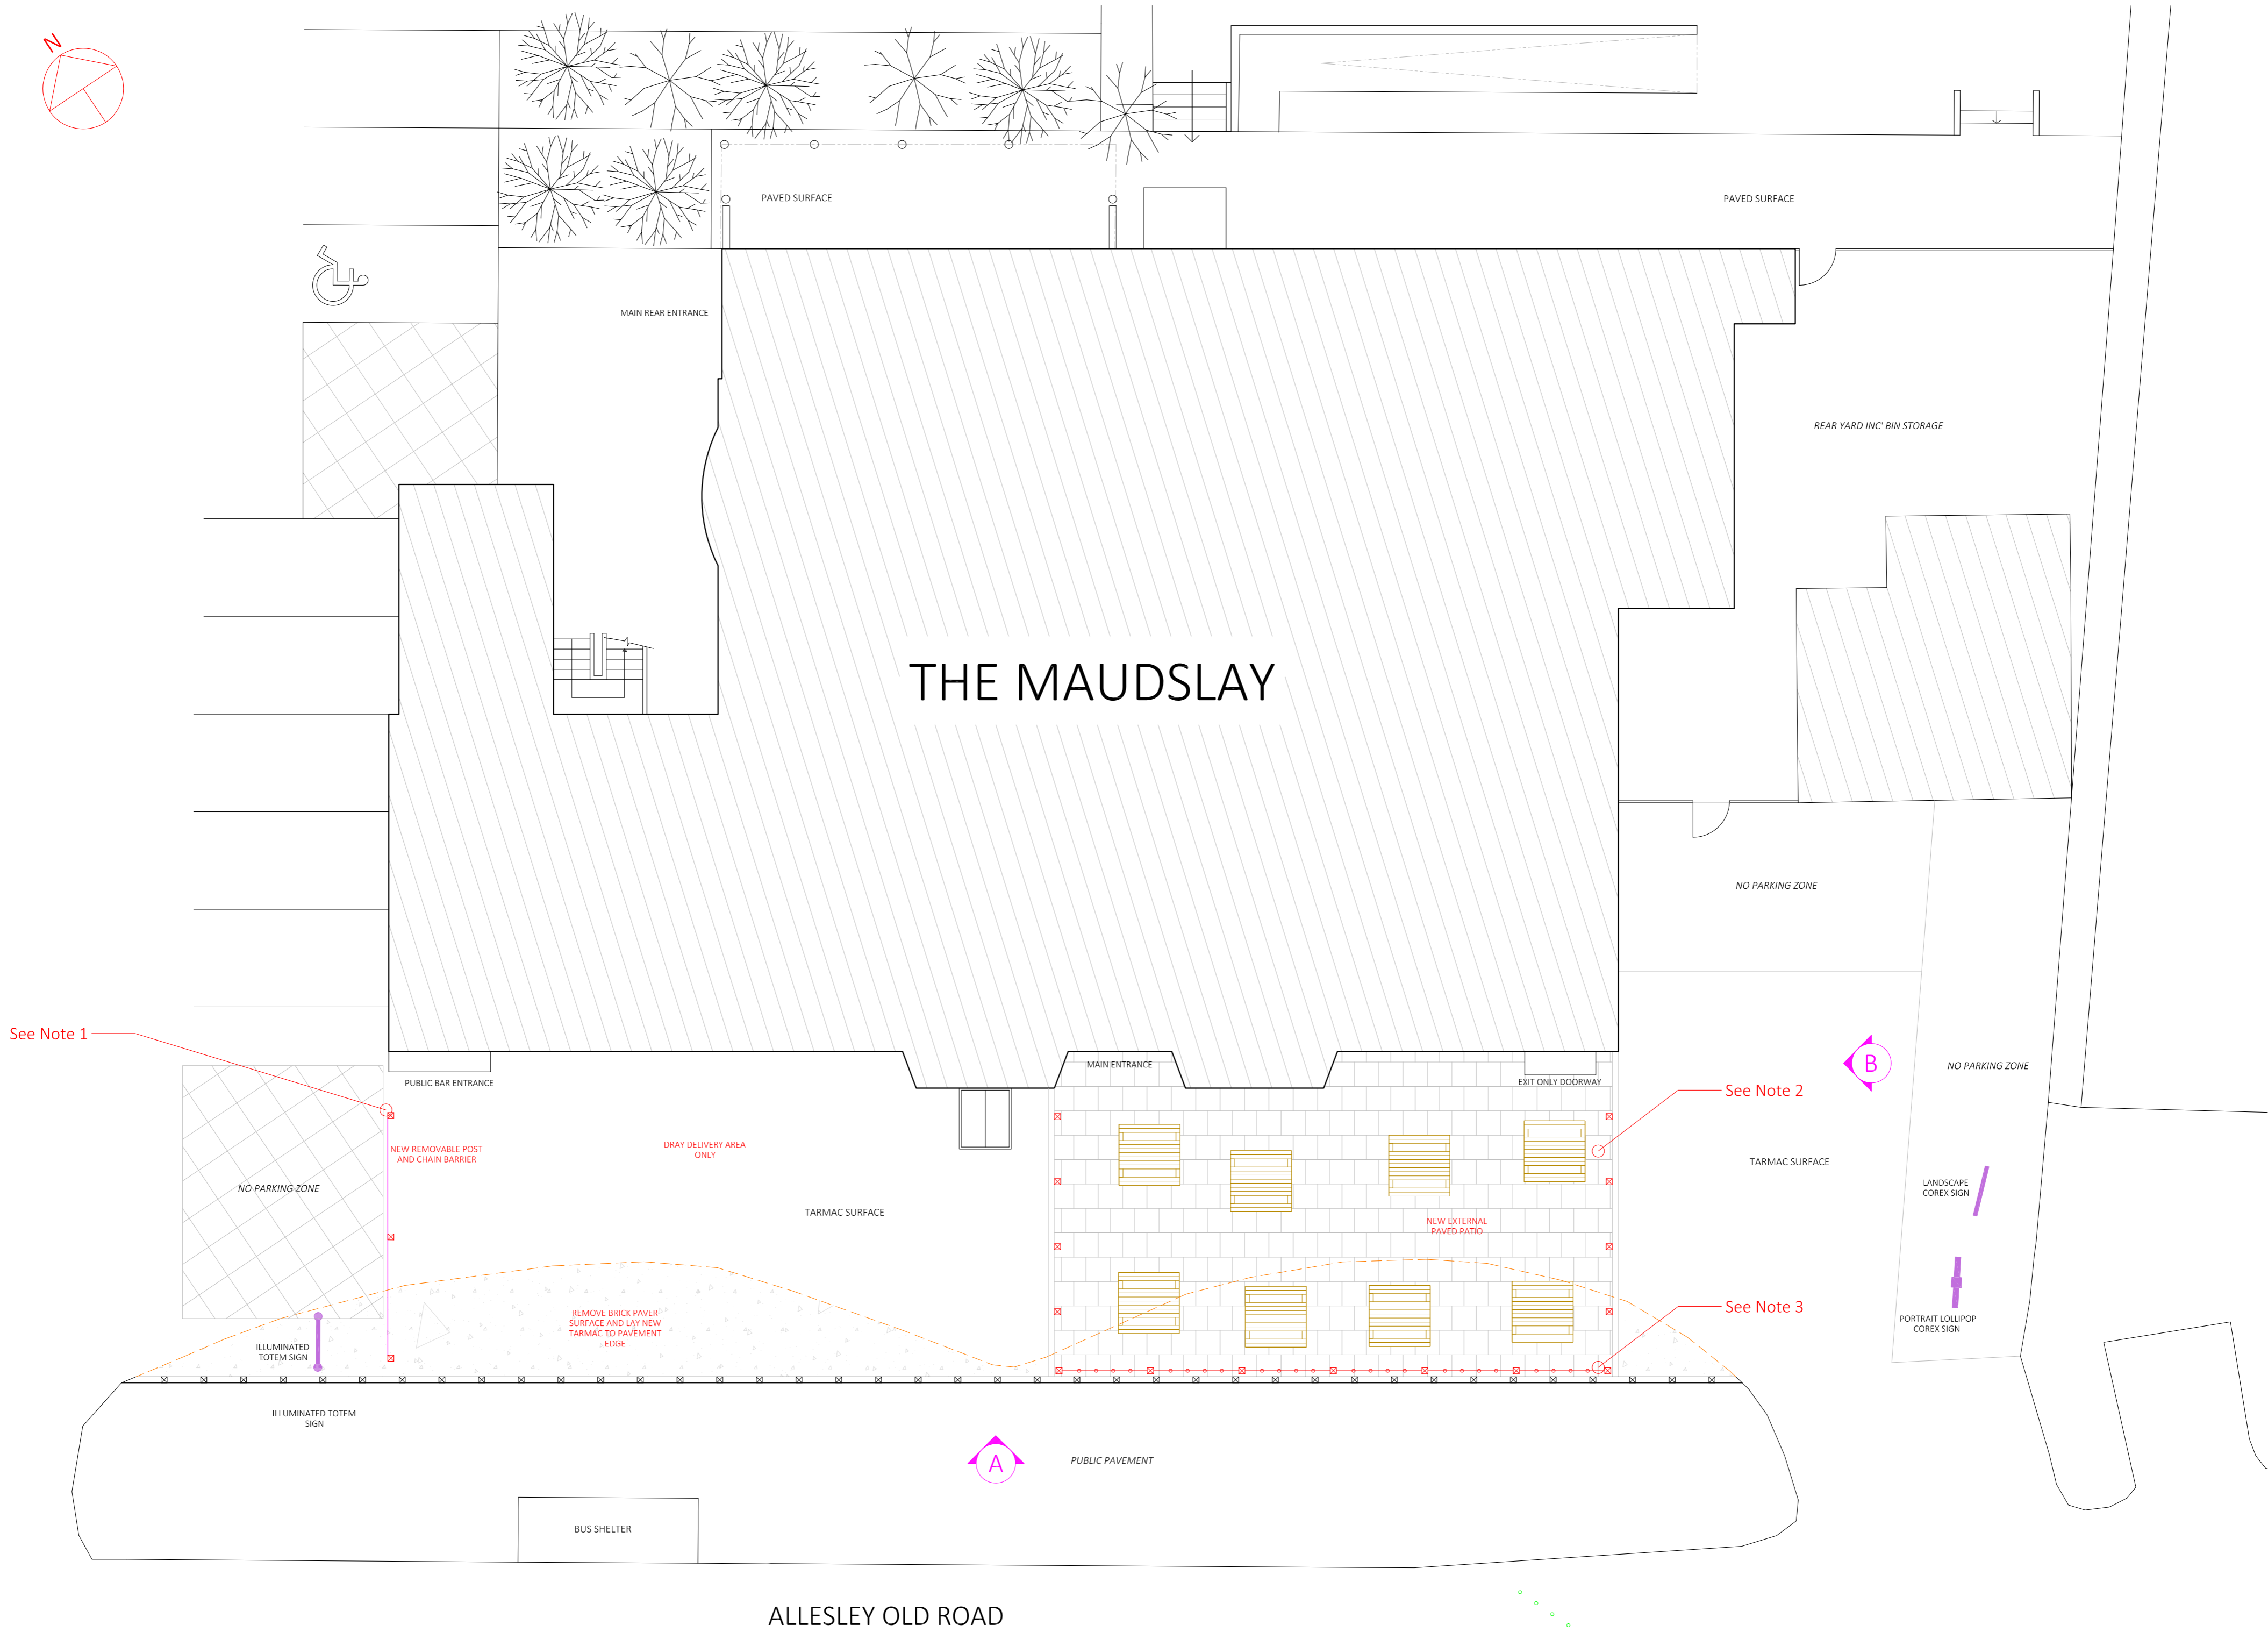 N
PAVED SURFACE
PAVED SURFACE
MAIN REAR ENTRANCE
REAR YARD INC' BIN STORAGE
THE MAUDSLAY
NO PARKING ZONE
See Note 1
MAIN ENTRANCE
B
NO PARKING ZONE
PUBLIC BAR ENTRANCE
EXIT ONLY DOORWAY
See Note 2
NEW REMOVABLE POST
AND CHAIN BARRIER
DRAY DELIVERY AREA
ONLY
TARMAC SURFACE
NO PARKING ZONE
LANDSCAPE
COREX SIGN
TARMAC SURFACE
NEW EXTERNAL
PAVED PATIO
See Note 3
REMOVE BRICK PAVER
SURFACE AND LAY NEW
TARMAC TO PAVEMENT
EDGE
PORTRAIT LOLLIPOP
COREX SIGN
ILLUMINATED
TOTEM SIGN
ILLUMINATED TOTEM
SIGN
A
PUBLIC PAVEMENT
BUS SHELTER
ALLESLEY OLD ROAD